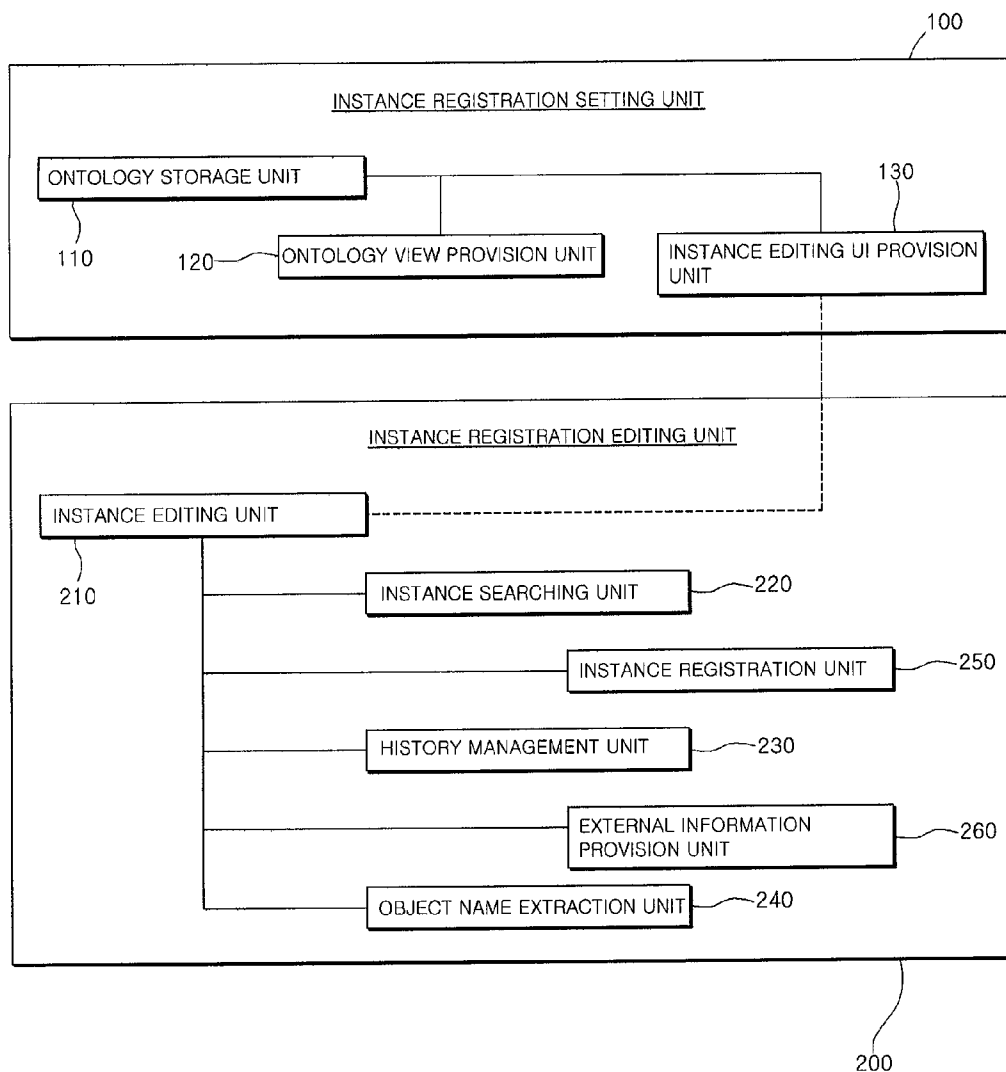 100
INSTANCE REGISTRATION SETTING UNIT
ONTOLOGY STORAGE UNIT
130
110
120
ONTOLOGY VIEW PROVISION UNIT
INSTANCE EDITING UI PROVISION
UNIT
INSTANCE REGISTRATION EDITING UNIT
INSTANCE EDITING UNIT
210
INSTANCE SEARCHING UNIT
220
INSTANCE REGISTRATION UNIT
250
HISTORY MANAGEMENT UNIT
230
EXTERNAL INFORMATION
PROVISION UNIT
260
OBJECT NAME EXTRACTION UNIT
240
200